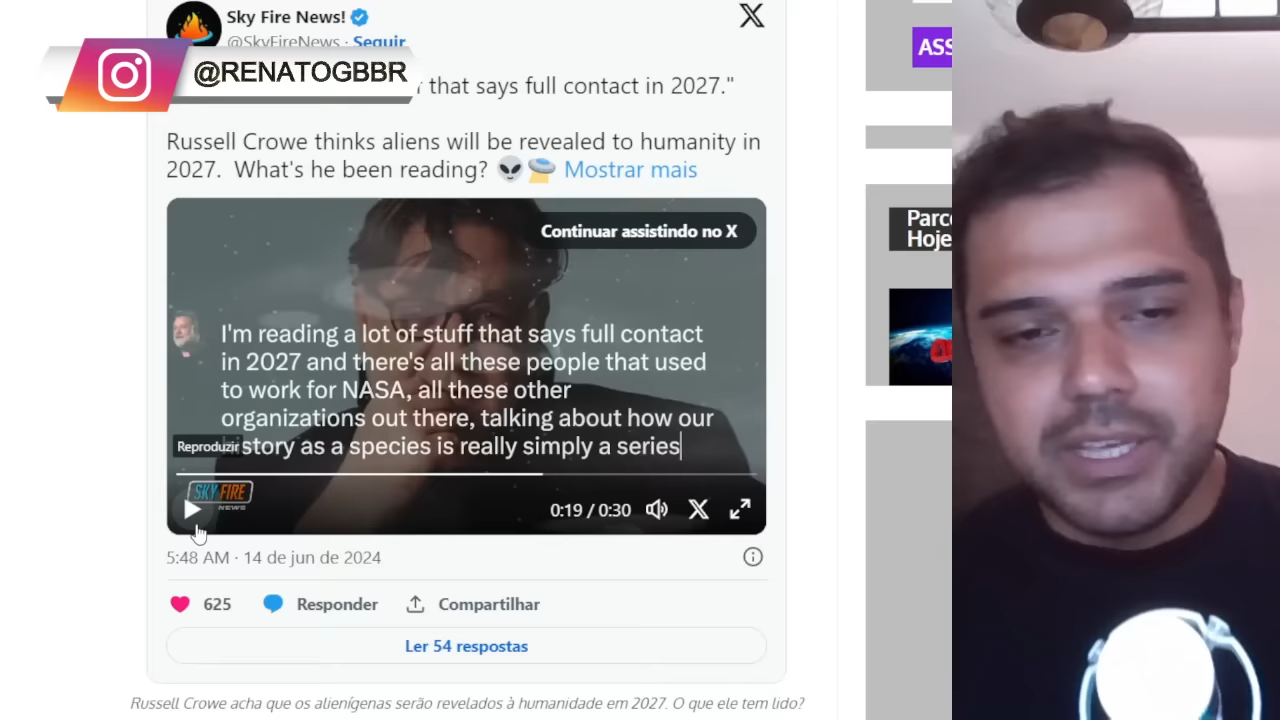 Sky Fire News!
@SkyFireNews · Seguir
@RENATOGBBR
that says full contact in 2027."
Russell Crowe thinks aliens will be revealed to humanity in
2027. What's he been reading? 👽🛸 Mostrar mais
Continuar assistindo no X
I'm reading a lot of stuff that says full contact
in 2027 and there's all these people that used
to work for NASA, all these other
organizations out there, talking about how our
story as a species is really simply a series
Reproduzir
SKY FIRE
NEWS
0:19 / 0:30
5:48 AM · 14 de jun de 2024
625 Responder Compartilhar
Ler 54 respostas
Russell Crowe acha que os alienígenas serão revelados à humanidade em 2027. O que ele tem lido?
ASS
Parc
Hoje